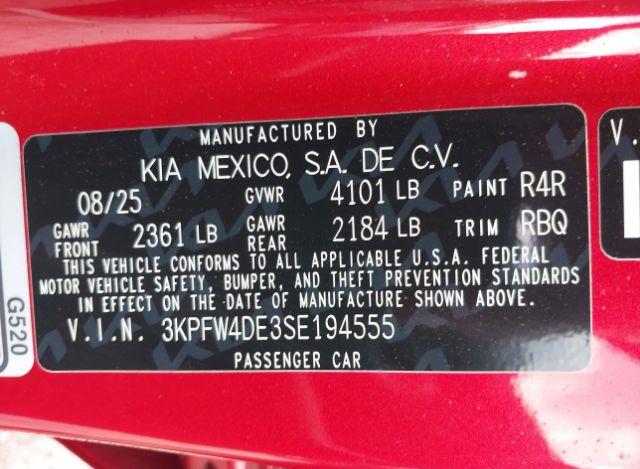 MANUFACTURED BY
KIA MEXICO, S.A. DE C.V.
08/25 GVWR 4101 LB PAINT R4R
GAWR FRONT 2361 LB GAWR REAR 2184 LB TRIM RBQ
THIS VEHICLE CONFORMS TO ALL APPLICABLE U.S.A. FEDERAL
MOTOR VEHICLE SAFETY, BUMPER, AND THEFT PREVENTION STANDARDS
IN EFFECT ON THE DATE OF MANUFACTURE SHOWN ABOVE.
V.I.N. 3KPFW4DE3SE194555
PASSENGER CAR
G520
V.